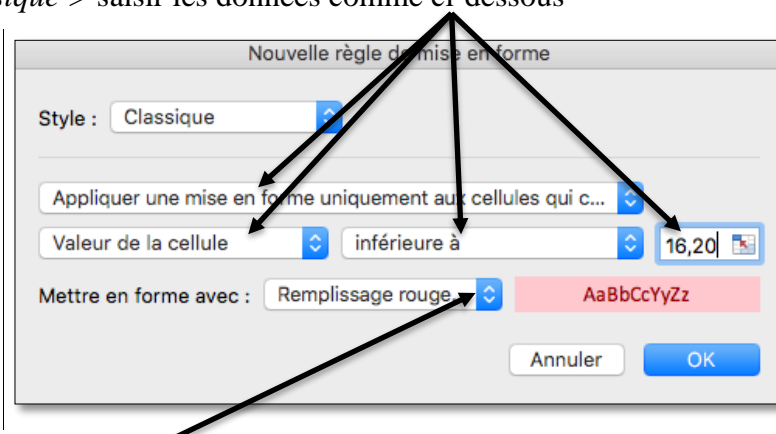 sique > saisir les données comme ci-dessous
Nouvelle règle de mise en forme
Style : Classique
Appliquer une mise en forme uniquement aux cellules qui c...
Valeur de la cellule inférieure à 16,20
Mettre en forme avec : Remplissage rouge... AaBbCcYyZz
Annuler OK